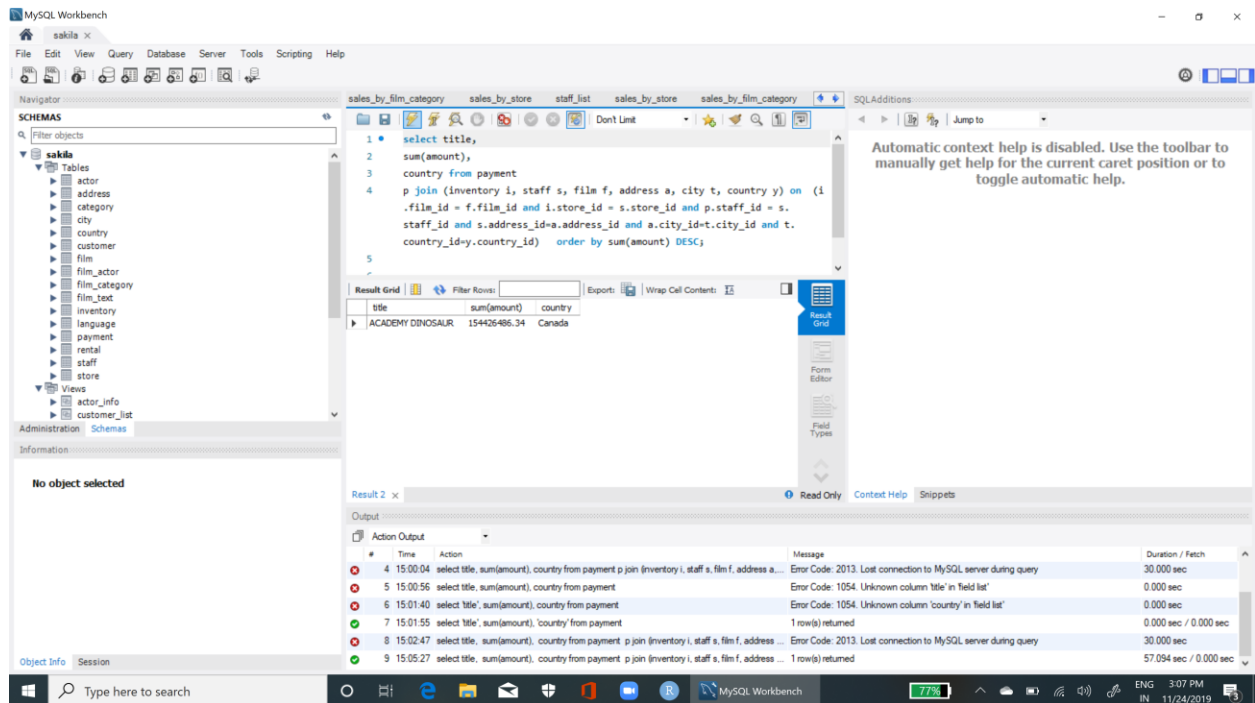 MySQL Workbench
sakila ×
File Edit View Query Database Server Tools Scripting Help
Navigator
SCHEMAS
Filter objects
sakila
Tables
actor
address
category
city
country
customer
film
film_actor
film_category
film_text
inventory
language
payment
rental
staff
store
Views
actor_info
customer_list
Administration Schemas
Information
No object selected
Object Info Session
sales_by_film_category sales_by_store staff_list sales_by_store sales_by_film_category
Don't Limit
1 select title,
2 sum(amount),
3 country from payment
4 p join (inventory i, staff s, film f, address a, city t, country y) on (i
.film_id = f.film_id and i.store_id = s.store_id and p.staff_id = s.
staff_id and s.address_id=a.address_id and a.city_id=t.city_id and t.
country_id=y.country_id) order by sum(amount) DESC;
5
Result Grid Filter Rows: Export: Wrap Cell Content:
title sum(amount) country
ACADEMY DINOSAUR 154426486.34 Canada
Result Grid
Form Editor
Field Types
Result 2 × Read Only
SQLAdditions
Jump to
Automatic context help is disabled. Use the toolbar to
manually get help for the current caret position or to
toggle automatic help.
Context Help Snippets
Output
Action Output
# Time Action Message Duration / Fetch
4 15:00:04 select title, sum(amount), country from payment p join (inventory i, staff s, film f, address a,... Error Code: 2013. Lost connection to MySQL server during query 30.000 sec
5 15:00:56 select title, sum(amount), country from payment Error Code: 1054. Unknown column 'title' in 'field list' 0.000 sec
6 15:01:40 select 'title', sum(amount), country from payment Error Code: 1054. Unknown column 'country' in 'field list' 0.000 sec
7 15:01:55 select 'title', sum(amount), 'country' from payment 1 row(s) returned 0.000 sec / 0.000 sec
8 15:02:47 select title, sum(amount), country from payment p join (inventory i, staff s, film f, address ... Error Code: 2013. Lost connection to MySQL server during query 30.000 sec
9 15:05:27 select title, sum(amount), country from payment p join (inventory i, staff s, film f, address ... 1 row(s) returned 57.094 sec / 0.000 sec
Type here to search
R
MySQL Workbench
77%
ENG 3:07 PM
IN 11/24/2019
3